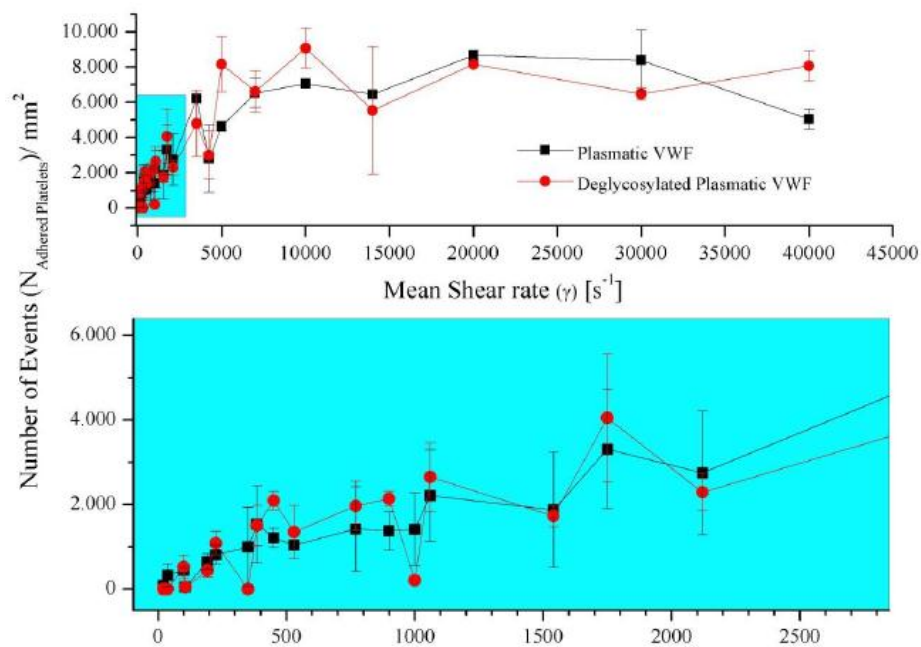 Number of Events (N Adhered Platelets)/ mm²
10.000
8.000
6.000
4.000
2.000
0
Plasmatic VWF
Deglycosylated Plasmatic VWF
0 5000 10000 15000 20000 25000 30000 35000 40000 45000
Mean Shear rate (γ) [s⁻¹]
6.000
4.000
2.000
0
0 500 1000 1500 2000 2500